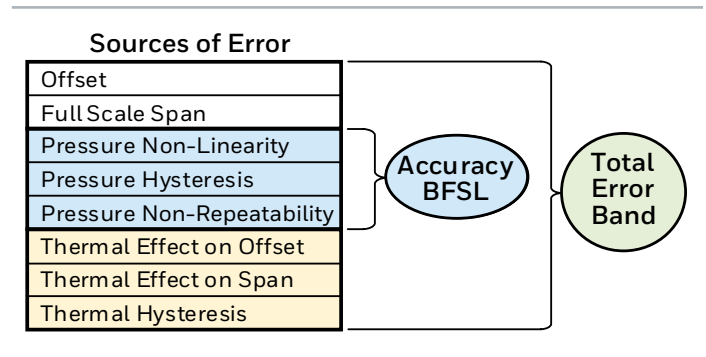 Sources of Error
Offset
Full Scale Span
Pressure Non-Linearity
Pressure Hysteresis
Pressure Non-Repeatability
Thermal Effect on Offset
Thermal Effect on Span
Thermal Hysteresis
Accuracy
BFSL
Total
Error
Band